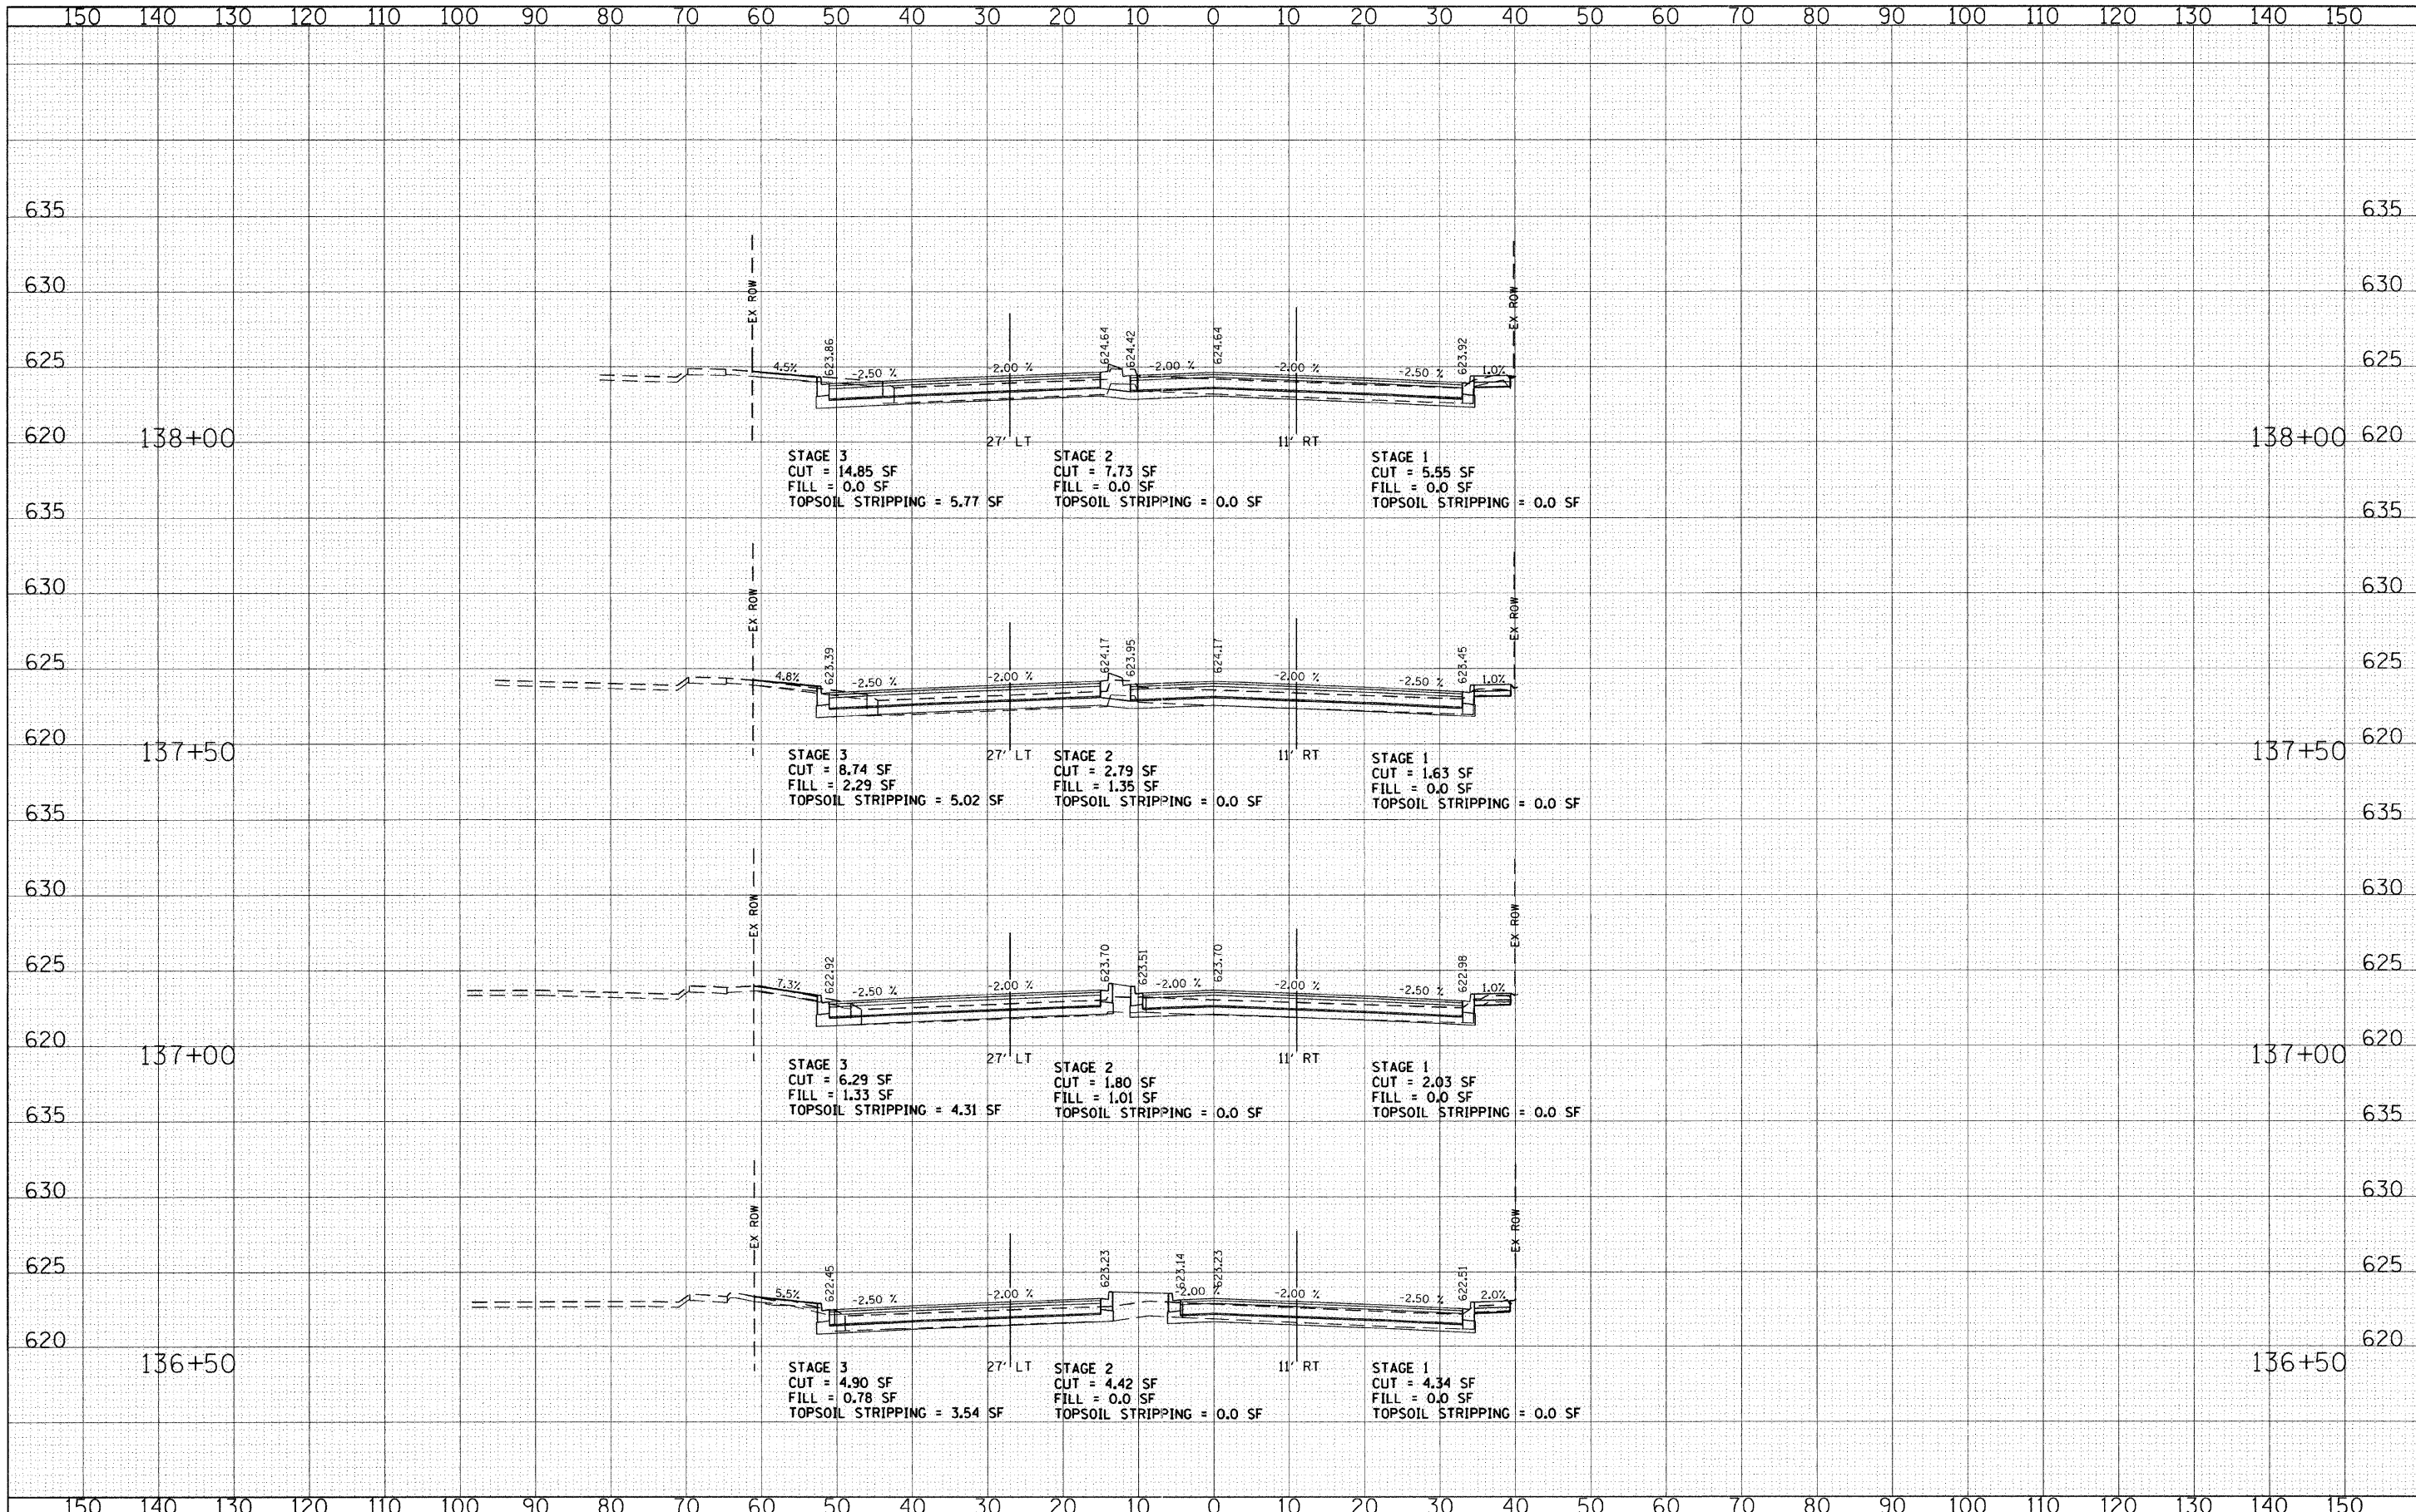 150 140 130 120 110 100 90 80 70 60 50 40 30 20 10 0 10 20 30 40 50 60 70 80 90 100 110 120 130 140 150
635 635
630 EX ROW EX ROW 630
625 4.5% 623.86 -2.50 % -2.00 % 624.64 624.42 -2.00 % 624.64 -2.00 % -2.50 % 623.92 1.0% 625
620 138+00 27' LT 11' RT 138+00 620
STAGE 3
CUT = 14.85 SF
FILL = 0.0 SF
TOPSOIL STRIPPING = 5.77 SF
STAGE 2
CUT = 7.73 SF
FILL = 0.0 SF
TOPSOIL STRIPPING = 0.0 SF
STAGE 1
CUT = 5.55 SF
FILL = 0.0 SF
TOPSOIL STRIPPING = 0.0 SF
635 635
630 EX ROW EX ROW 630
625 4.8% 623.39 -2.50 % -2.00 % 624.17 623.95 624.17 -2.00 % -2.50 % 623.45 1.0% 625
620 137+50 27' LT 11' RT 137+50 620
STAGE 3
CUT = 8.74 SF
FILL = 2.29 SF
TOPSOIL STRIPPING = 5.02 SF
STAGE 2
CUT = 2.79 SF
FILL = 1.35 SF
TOPSOIL STRIPPING = 0.0 SF
STAGE 1
CUT = 1.63 SF
FILL = 0.0 SF
TOPSOIL STRIPPING = 0.0 SF
635 635
630 EX ROW EX ROW 630
625 7.3% 622.92 -2.50 % -2.00 % 623.70 623.51 -2.00 % 623.70 -2.00 % -2.50 % 622.98 1.0% 625
620 137+00 27' LT 11' RT 137+00 620
STAGE 3
CUT = 6.29 SF
FILL = 1.33 SF
TOPSOIL STRIPPING = 4.31 SF
STAGE 2
CUT = 1.80 SF
FILL = 1.01 SF
TOPSOIL STRIPPING = 0.0 SF
STAGE 1
CUT = 2.03 SF
FILL = 0.0 SF
TOPSOIL STRIPPING = 0.0 SF
635 635
630 EX ROW EX ROW 630
625 5.5% 622.45 -2.50 % -2.00 % 623.23 623.14 -2.00 % 623.23 -2.00 % -2.50 % 622.51 2.0% 625
620 136+50 27' LT 11' RT 136+50 620
STAGE 3
CUT = 4.90 SF
FILL = 0.78 SF
TOPSOIL STRIPPING = 3.54 SF
STAGE 2
CUT = 4.42 SF
FILL = 0.0 SF
TOPSOIL STRIPPING = 0.0 SF
STAGE 1
CUT = 4.34 SF
FILL = 0.0 SF
TOPSOIL STRIPPING = 0.0 SF
150 140 130 120 110 100 90 80 70 60 50 40 30 20 10 0 10 20 30 40 50 60 70 80 90 100 110 120 130 140 150